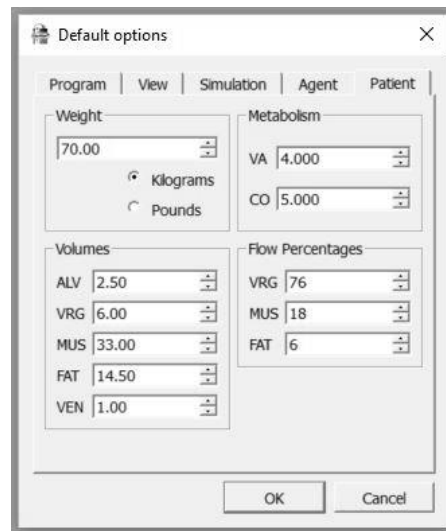 Default options
Program View Simulation Agent Patient
Weight
70.00
Kilograms
Pounds
Metabolism
VA 4.000
CO 5.000
Volumes
ALV 2.50
VRG 6.00
MUS 33.00
FAT 14.50
VEN 1.00
Flow Percentages
VRG 76
MUS 18
FAT 6
OK Cancel